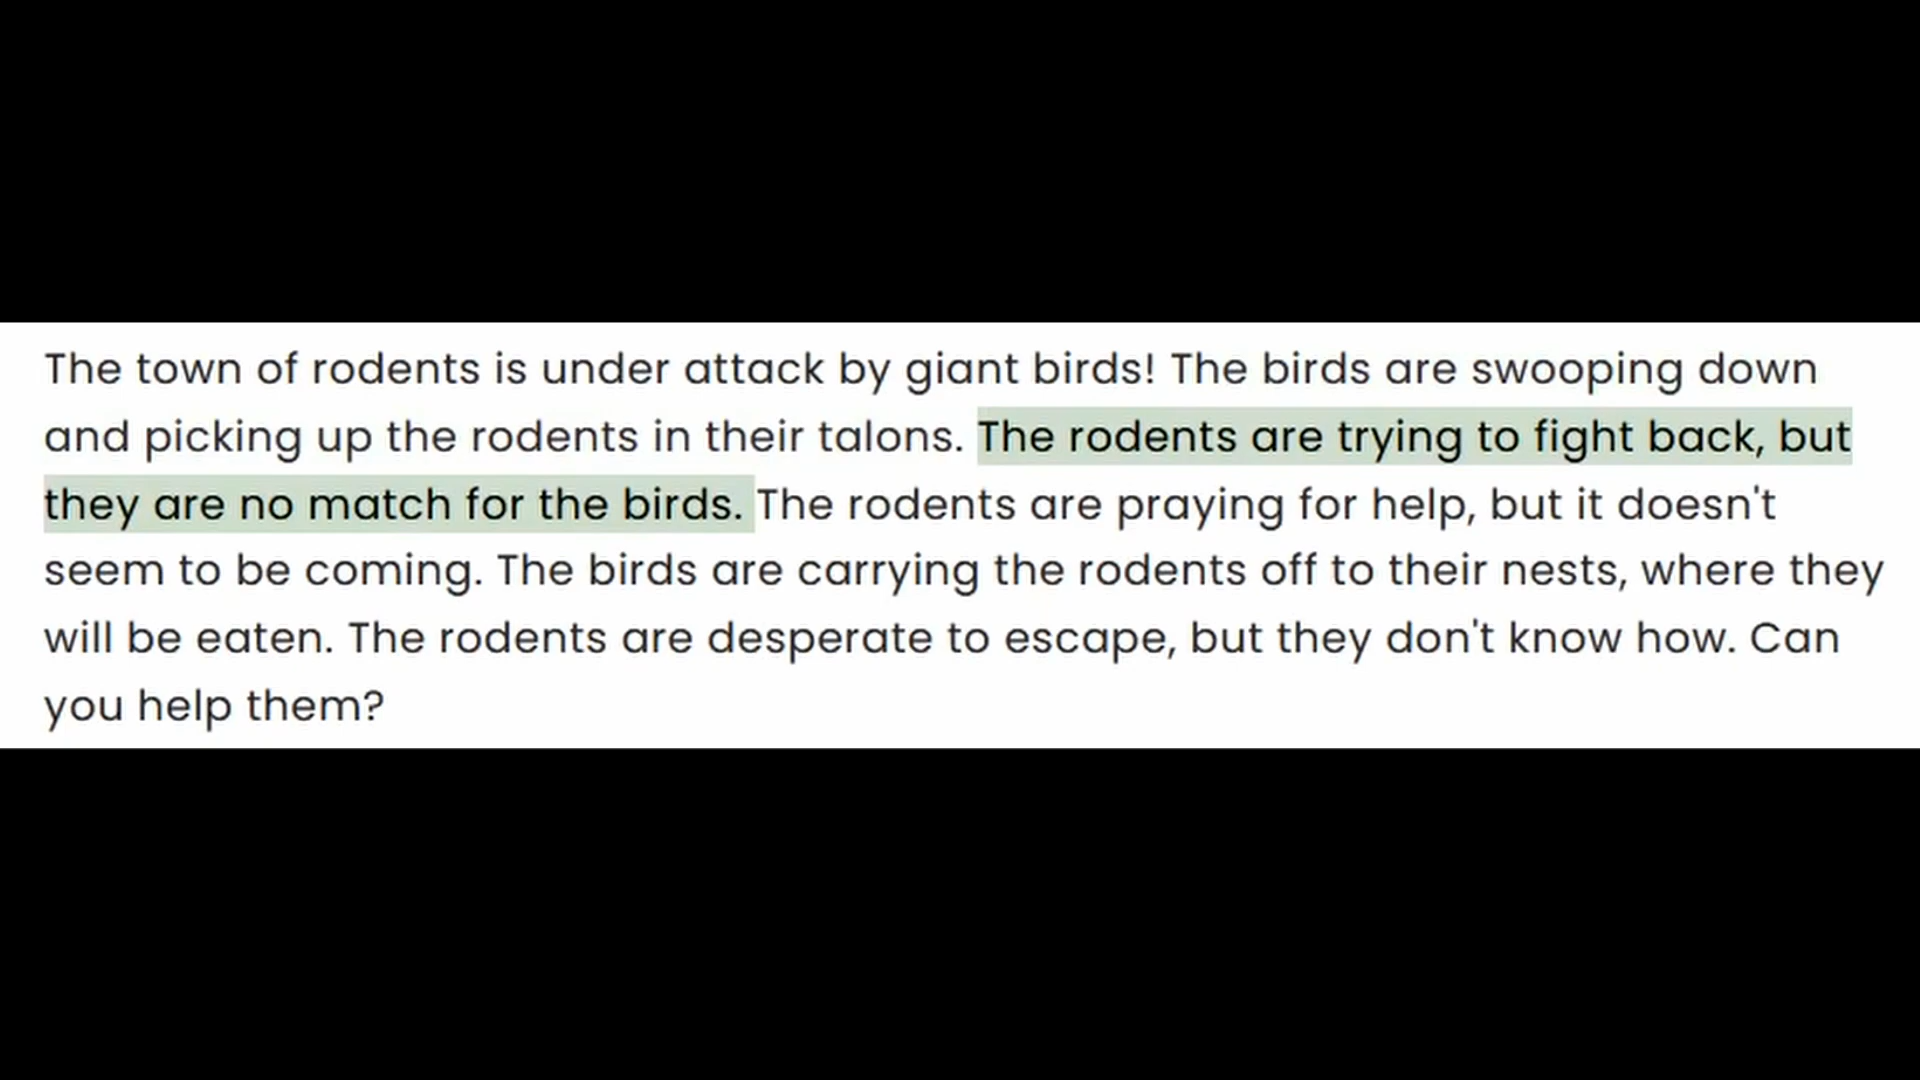 The town of rodents is under attack by giant birds! The birds are swooping down
and picking up the rodents in their talons. The rodents are trying to fight back, but
they are no match for the birds. The rodents are praying for help, but it doesn't
seem to be coming. The birds are carrying the rodents off to their nests, where they
will be eaten. The rodents are desperate to escape, but they don't know how. Can
you help them?